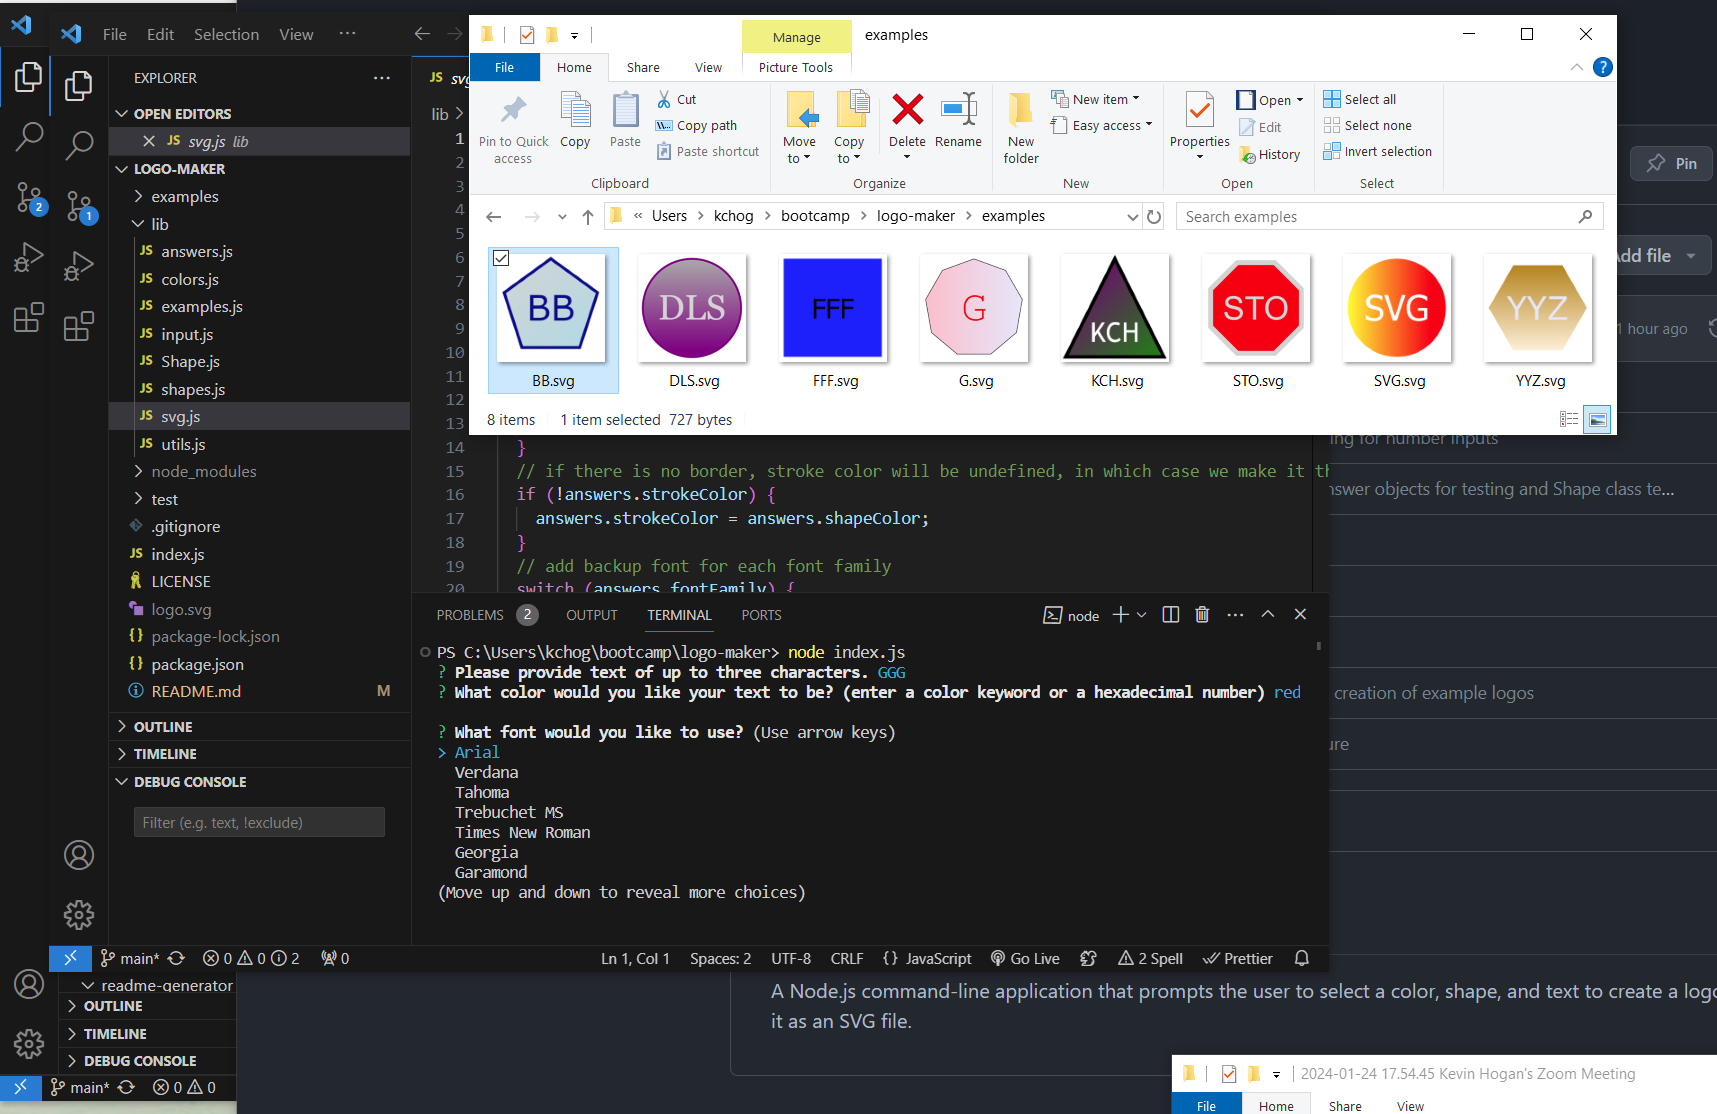 File Edit Selection View ···
EXPLORER
OPEN EDITORS
JS svg.js lib
LOGO-MAKER
examples
lib
JS answers.js
JS colors.js
JS examples.js
JS input.js
JS Shape.js
JS shapes.js
JS svg.js
JS utils.js
node_modules
test
.gitignore
JS index.js
LICENSE
logo.svg
{} package-lock.json
{} package.json
README.md M
OUTLINE
TIMELINE
DEBUG CONSOLE
Filter (e.g. text, !exclude)
2
1
main* 0 0 2 0
Ln 1, Col 1 Spaces: 2 UTF-8 CRLF {} JavaScript Go Live 2 Spell Prettier
readme-generator
OUTLINE
TIMELINE
DEBUG CONSOLE
main* 0 0
Manage
examples
File Home Share View Picture Tools
Pin to Quick access
Copy
Paste
Cut
Copy path
Paste shortcut
Clipboard
Move to
Copy to
Delete
Rename
Organize
New folder
New item
Easy access
New
Properties
Open
Edit
History
Open
Select all
Select none
Invert selection
Select
« Users > kchog > bootcamp > logo-maker > examples
Search examples
BB
DLS
FFF
G
KCH
STO
SVG
YYZ
BB.svg
DLS.svg
FFF.svg
G.svg
KCH.svg
STO.svg
SVG.svg
YYZ.svg
8 items 1 item selected 727 bytes
JS
lib >
1
2
3
4
5
6
7
8
9
10
11
12
13
14 }
15 // if there is no border, stroke color will be undefined, in which case we make it
16 if (!answers.strokeColor) {
17 answers.strokeColor = answers.shapeColor;
18 }
19 // add backup font for each font family
20 switch (answers.fontFamily) {
PROBLEMS 2 OUTPUT TERMINAL PORTS
node
PS C:\Users\kchog\bootcamp\logo-maker> node index.js
? Please provide text of up to three characters. GGG
? What color would you like your text to be? (enter a color keyword or a hexadecimal number) red
? What font would you like to use? (Use arrow keys)
> Arial
Verdana
Tahoma
Trebuchet MS
Times New Roman
Georgia
Garamond
(Move up and down to reveal more choices)
Pin
Add file
1 hour ago
ing for number inputs
nswer objects for testing and Shape class te...
creation of example logos
ure
A Node.js command-line application that prompts the user to select a color, shape, and text to create a logo
it as an SVG file.
2024-01-24 17.54.45 Kevin Hogan's Zoom Meeting
File Home Share View